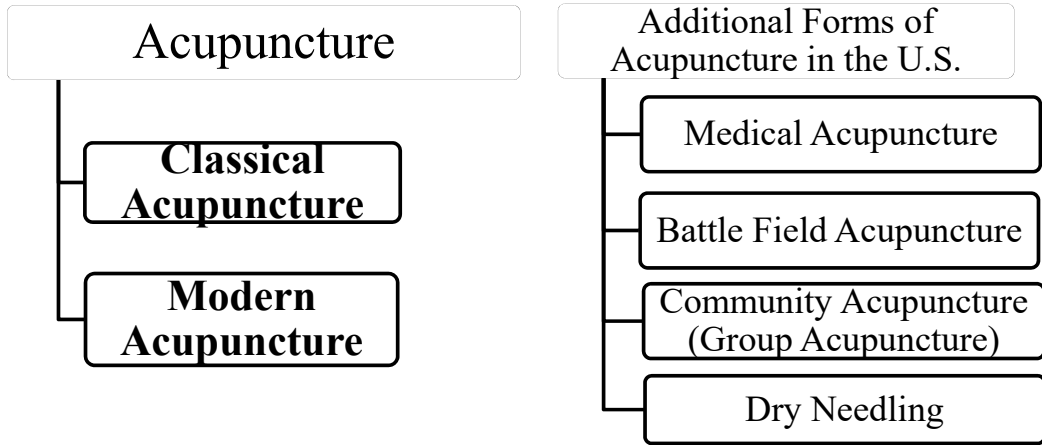 Acupuncture
Classical
Acupuncture
Modern
Acupuncture
Additional Forms of
Acupuncture in the U.S.
Medical Acupuncture
Battle Field Acupuncture
Community Acupuncture
(Group Acupuncture)
Dry Needling